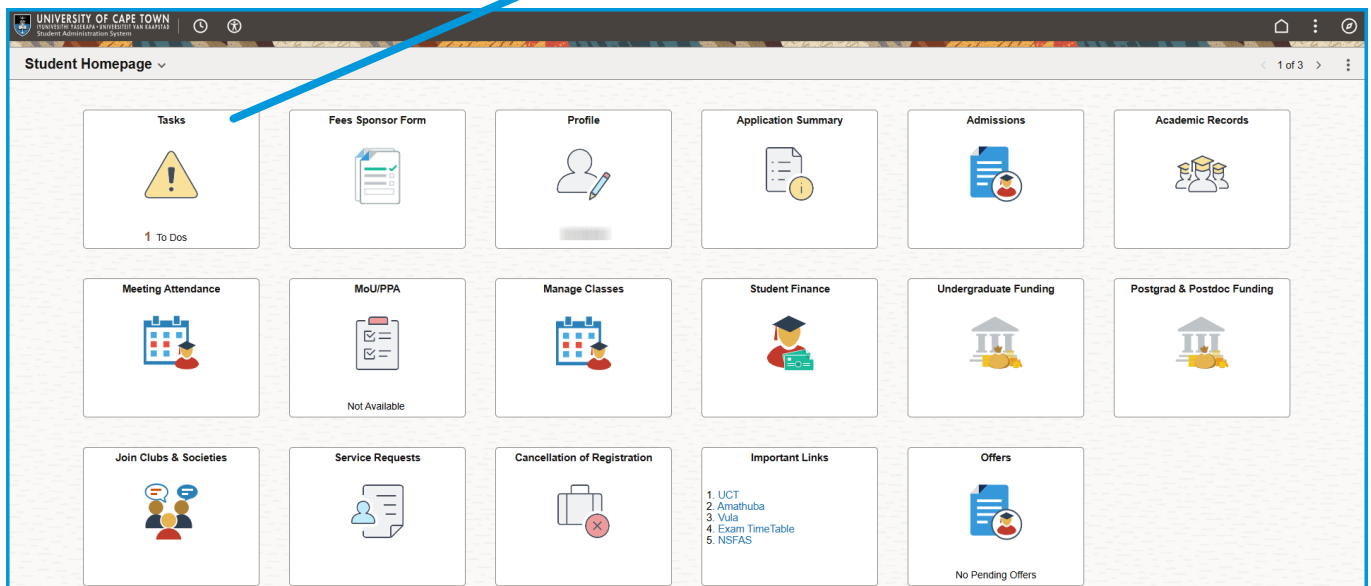 UNIVERSITY OF CAPE TOWN
IYUNIVESITHI YASEKAPA • UNIVERSITEIT VAN KAAPSTAD
Student Administration System
Student Homepage
1 of 3
Tasks
Fees Sponsor Form
Profile
Application Summary
Admissions
Academic Records
1 To Dos
Meeting Attendance
MoU/PPA
Manage Classes
Student Finance
Undergraduate Funding
Postgrad & Postdoc Funding
Not Available
Join Clubs & Societies
Service Requests
Cancellation of Registration
Important Links
Offers
1. UCT
2. Amathuba
3. Vula
4. Exam TimeTable
5. NSFAS
No Pending Offers